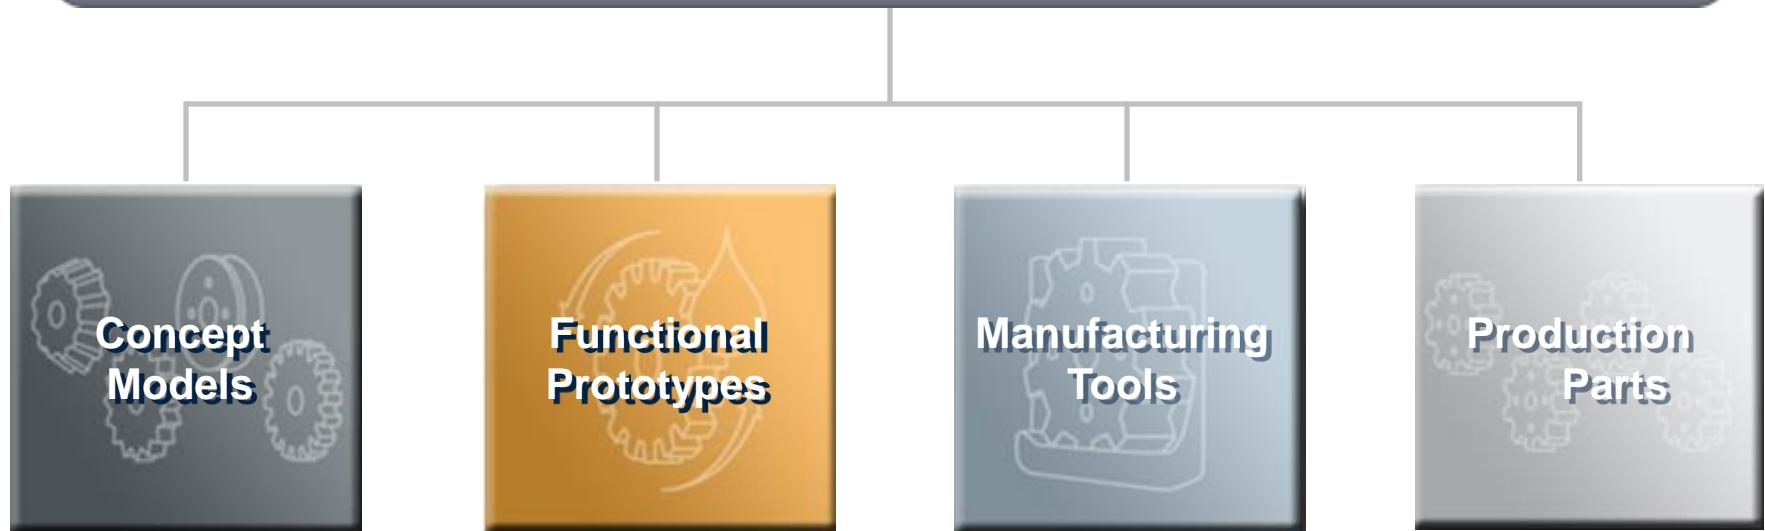 Concept
Models
Functional
Prototypes
Manufacturing
Tools
Production
Parts